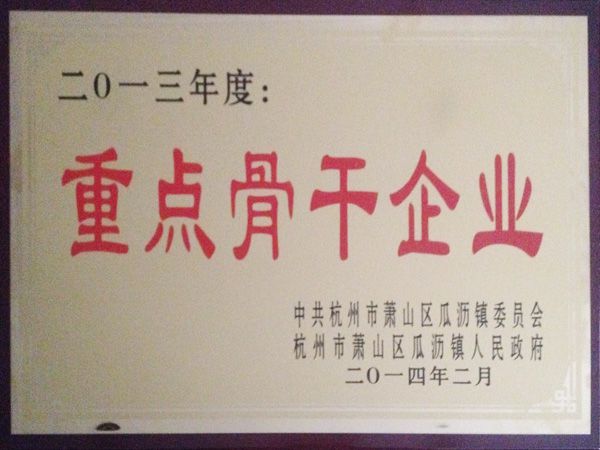 二〇一三年度:
重点骨干企业
中共杭州市萧山区瓜沥镇委员会
杭州市萧山区瓜沥镇人民政府
二〇一四年二月